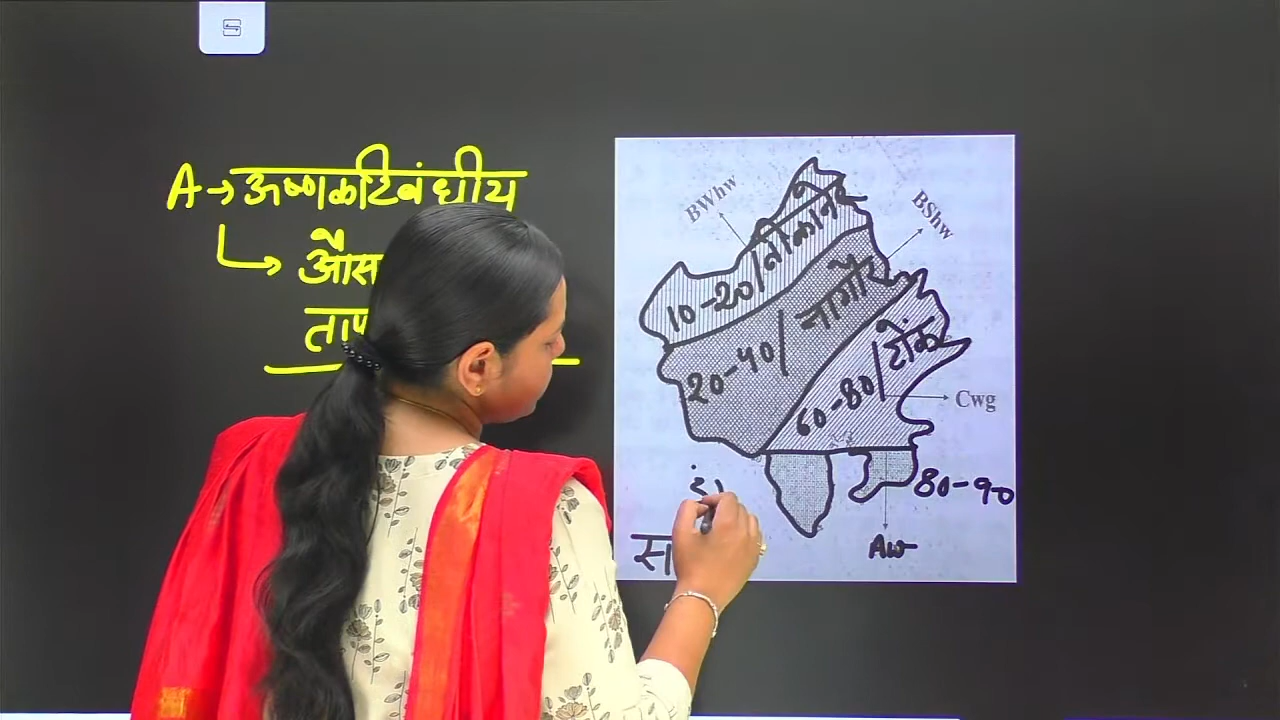 A → ऊष्णकटिबंधीय
औस
ताप
BWhw
BShw
10-20/बीकानेर
20-40/नागौर
60-80/टोंक
Cwg
80-90
Aw